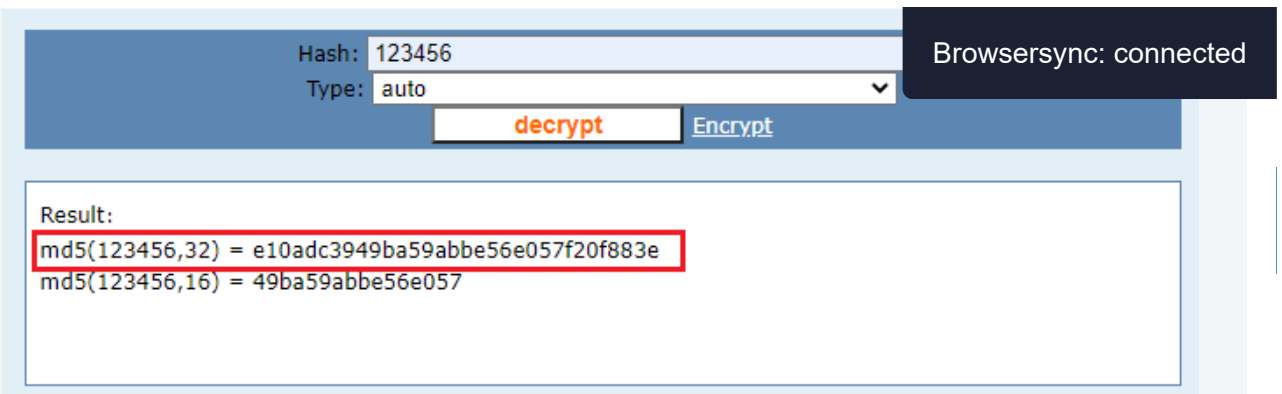 Hash: 123456
Browsersync: connected
Type: auto
decrypt Encrypt
Result:
md5(123456,32) = e10adc3949ba59abbe56e057f20f883e
md5(123456,16) = 49ba59abbe56e057